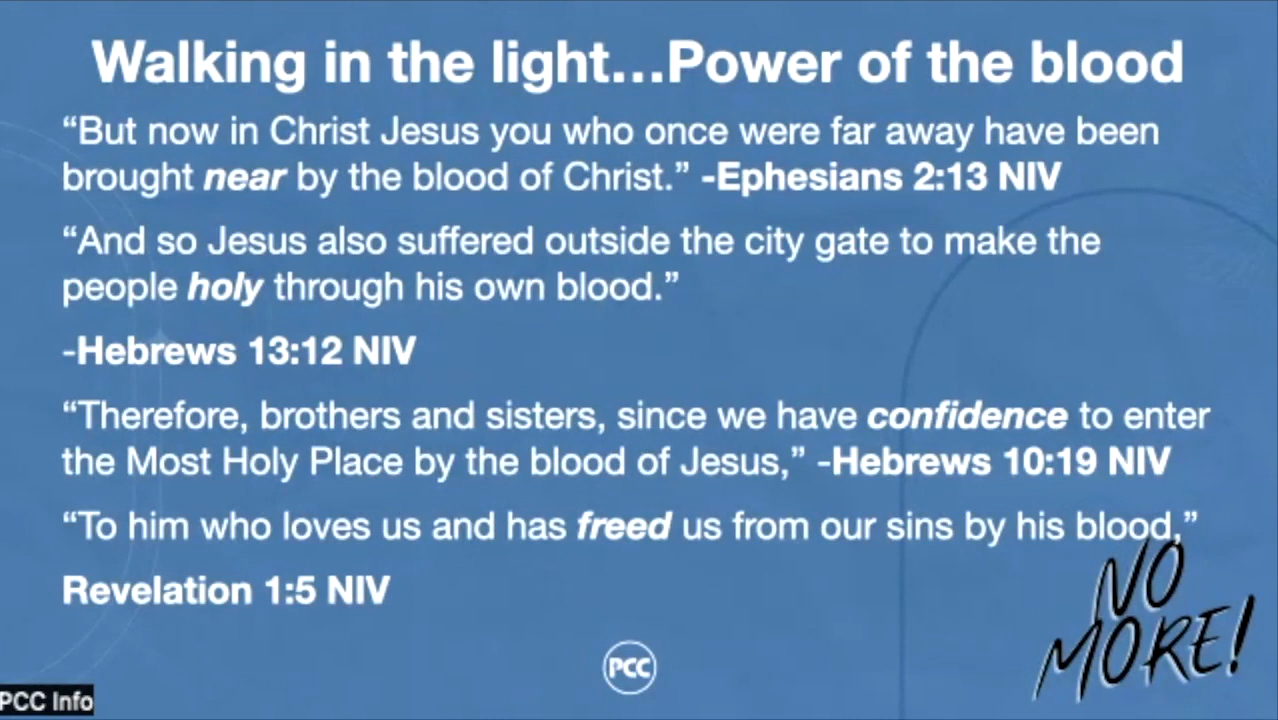 Walking in the light...Power of the blood
“But now in Christ Jesus you who once were far away have been
brought near by the blood of Christ.” -Ephesians 2:13 NIV
“And so Jesus also suffered outside the city gate to make the
people holy through his own blood.”
-Hebrews 13:12 NIV
“Therefore, brothers and sisters, since we have confidence to enter
the Most Holy Place by the blood of Jesus,” -Hebrews 10:19 NIV
“To him who loves us and has freed us from our sins by his blood,”
Revelation 1:5 NIV
NO
MORE!
PCC
PCC Info